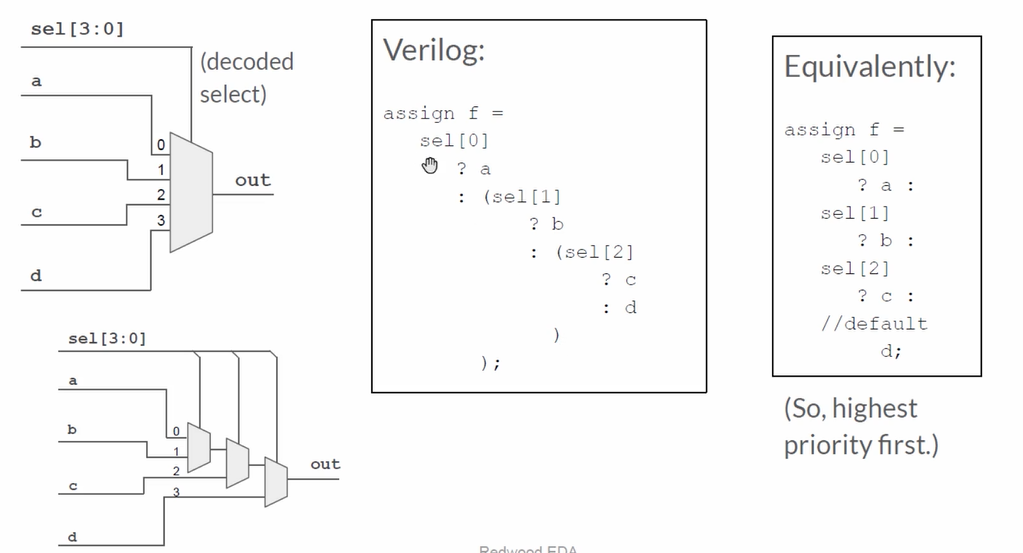 sel[3:0]
(decoded
select)
a
b
c
d
0
1
2
3
out
sel[3:0]
a
b
c
d
0
1
2
3
out
Verilog:
assign f =
sel[0]
? a
: (sel[1]
? b
: (sel[2]
? c
: d
)
);
Equivalently:
assign f =
sel[0]
? a :
sel[1]
? b :
sel[2]
? c :
//default
d;
(So, highest
priority first.)
Redwood EDA